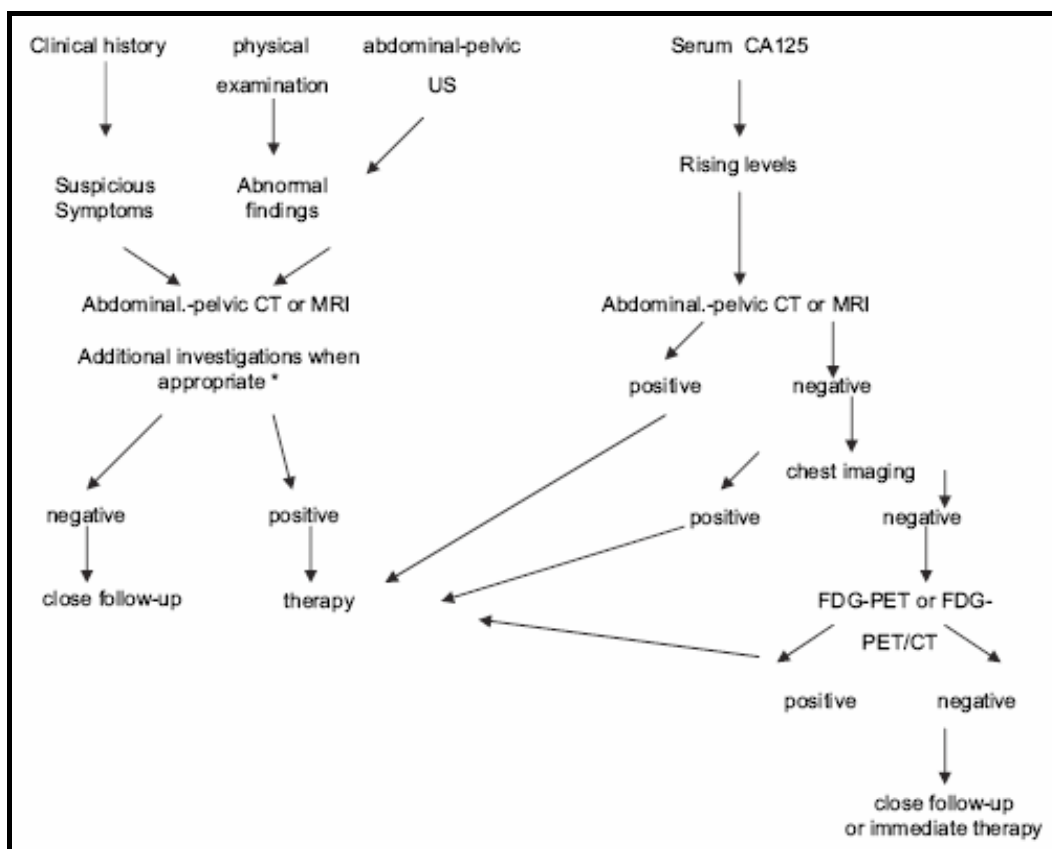 Clinical history
physical
examination
abdominal-pelvic
US
Serum CA125
Suspicious
Symptoms
Abnormal
findings
Rising levels
Abdominal.-pelvic CT or MRI
Additional investigations when
appropriate *
negative
positive
close follow-up
therapy
Abdominal.-pelvic CT or MRI
positive
negative
chest imaging
positive
negative
FDG-PET or FDG-
PET/CT
positive
negative
close follow-up
or immediate therapy